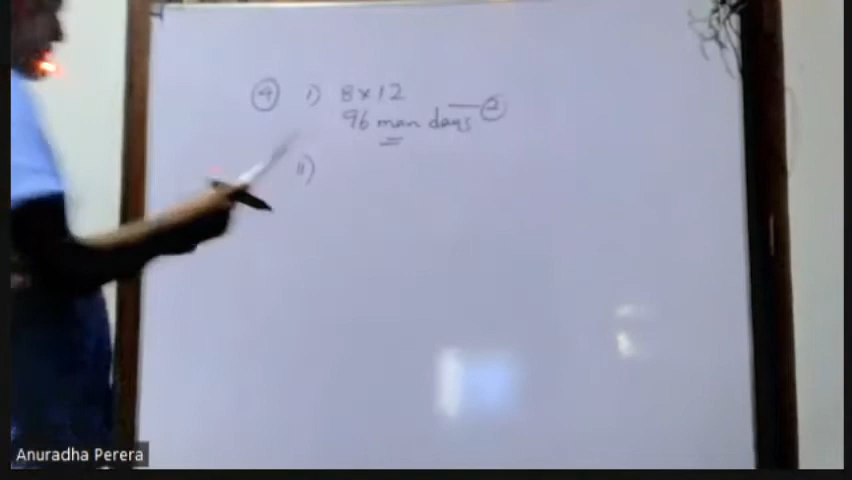 ④ i) 8×12
96 man days — ②
ii)
Anuradha Perera